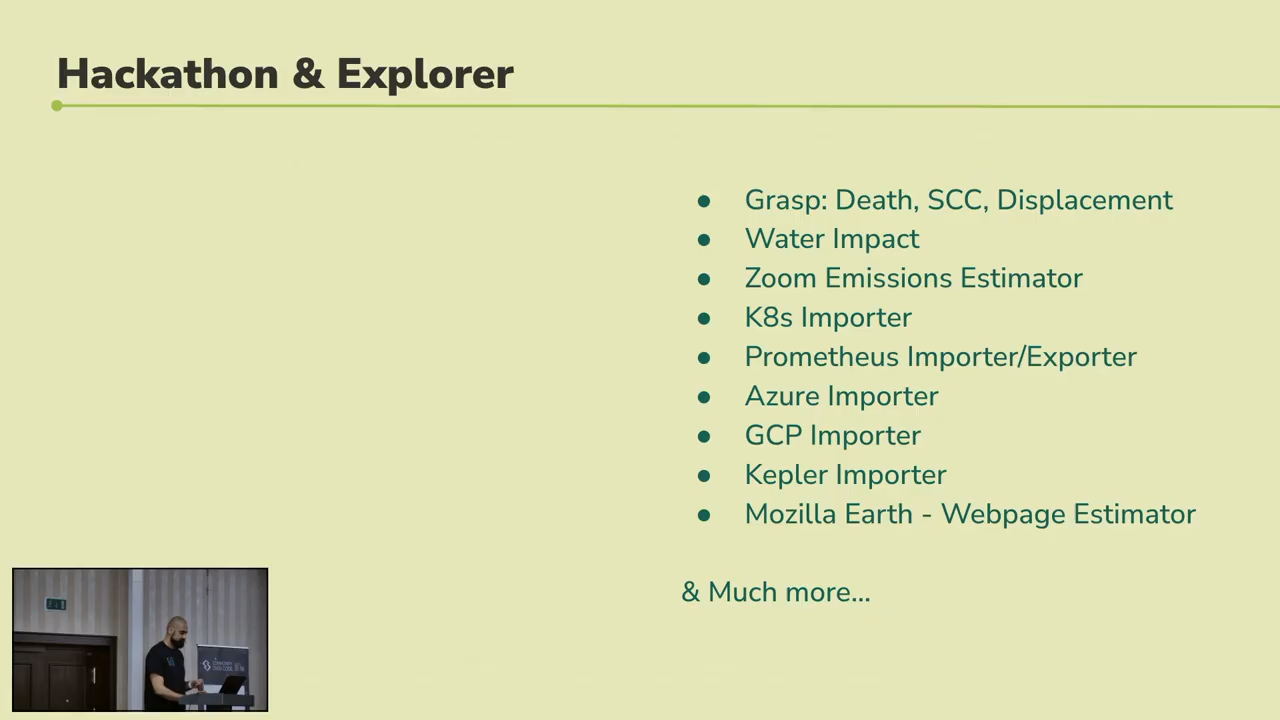 Hackathon & Explorer
● Grasp: Death, SCC, Displacement
● Water Impact
● Zoom Emissions Estimator
● K8s Importer
● Prometheus Importer/Exporter
● Azure Importer
● GCP Importer
● Kepler Importer
● Mozilla Earth - Webpage Estimator
& Much more...